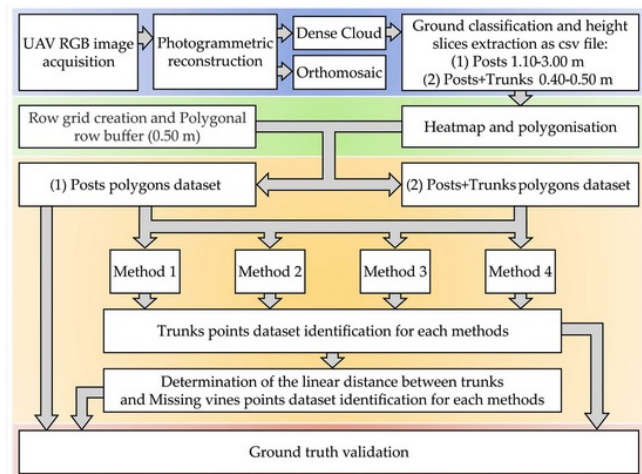 UAV RGB image
acquisition
Photogrammetric
reconstruction
Dense Cloud
Orthomosaic
Ground classification and height
slices extraction as csv file:
(1) Posts 1.10-3.00 m
(2) Posts+Trunks 0.40-0.50 m
Row grid creation and Polygonal
row buffer (0.50 m)
Heatmap and polygonisation
(1) Posts polygons dataset
(2) Posts+Trunks polygons dataset
Method 1
Method 2
Method 3
Method 4
Trunks points dataset identification for each methods
Determination of the linear distance between trunks
and Missing vines points dataset identification for each methods
Ground truth validation